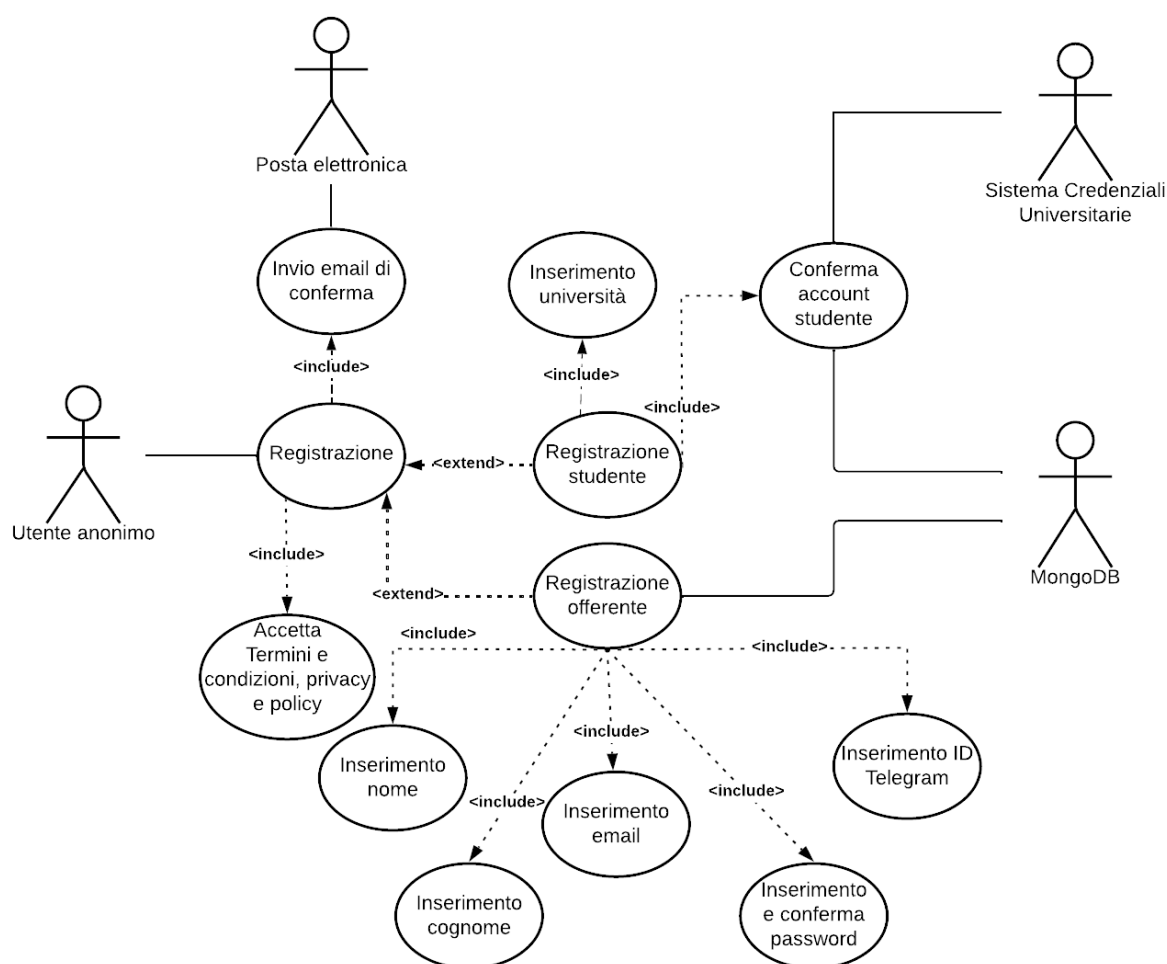 Posta elettronica
Sistema Credenziali
Universitarie
Invio email di
conferma
Inserimento
università
Conferma
account
studente
<include>
<include>
<include>
Registrazione
<extend>
Registrazione
studente
Utente anonimo
<include>
MongoDB
<extend>
Registrazione
offerente
Accetta
Termini e
condizioni, privacy
e policy
<include>
<include>
Inserimento
nome
<include>
<include>
<include>
Inserimento ID
Telegram
Inserimento
email
Inserimento
cognome
Inserimento
e conferma
password